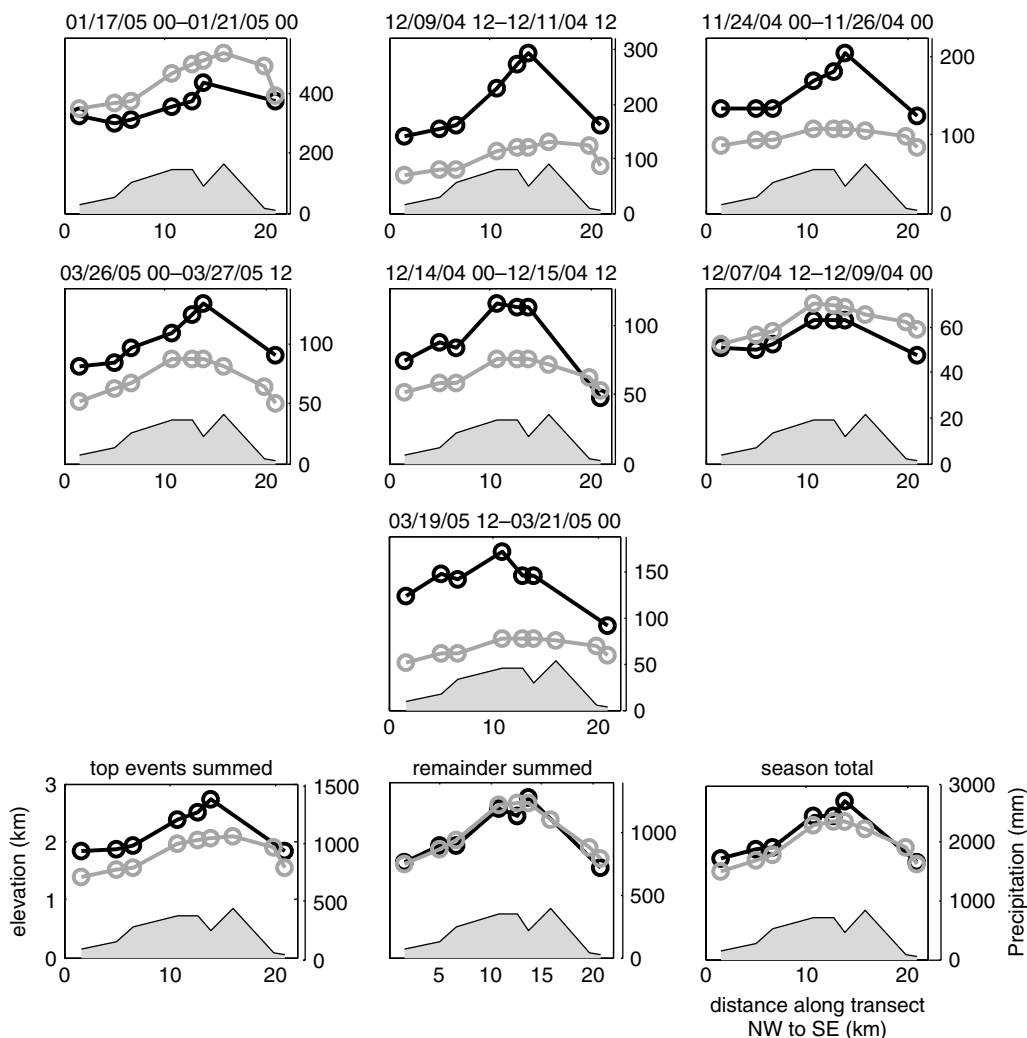 01/17/05 00–01/21/05 00
12/09/04 12–12/11/04 12
11/24/04 00–11/26/04 00
400
200
0
0 10 20
300
200
100
0
0 10 20
200
100
0
0 10 20
03/26/05 00–03/27/05 12
12/14/04 00–12/15/04 12
12/07/04 12–12/09/04 00
100
50
0
0 10 20
100
50
0
0 10 20
60
40
20
0
0 10 20
03/19/05 12–03/21/05 00
150
100
50
0
0 10 20
top events summed
remainder summed
season total
elevation (km)
3
2
1
0
1500
1000
500
0
0 10 20
1000
500
0
5 10 15 20
3000
2000
1000
0
0 10 20
Precipitation (mm)
distance along transect
NW to SE (km)